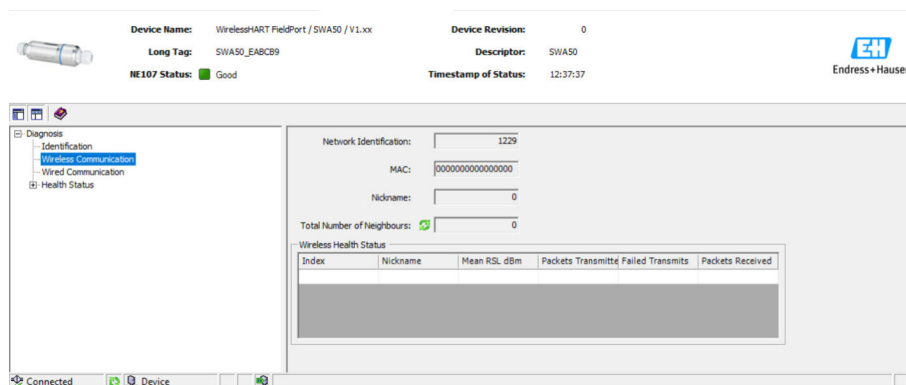 Device Name: WirelessHART FieldPort / SWA50 / V1.xx Device Revision: 0
Long Tag: SWA50_EABCB9 Descriptor: SWA50
NE107 Status: Good Timestamp of Status: 12:37:37
EH
Endress+Hauser
Diagnosis
Identification
Wireless Communication
Wired Communication
Health Status
Network Identification: 1229
MAC: 0000000000000000
Nickname: 0
Total Number of Neighbours: 0
Wireless Health Status
Index Nickname Mean RSL dBm Packets Transmitte Failed Transmits Packets Received
Connected Device